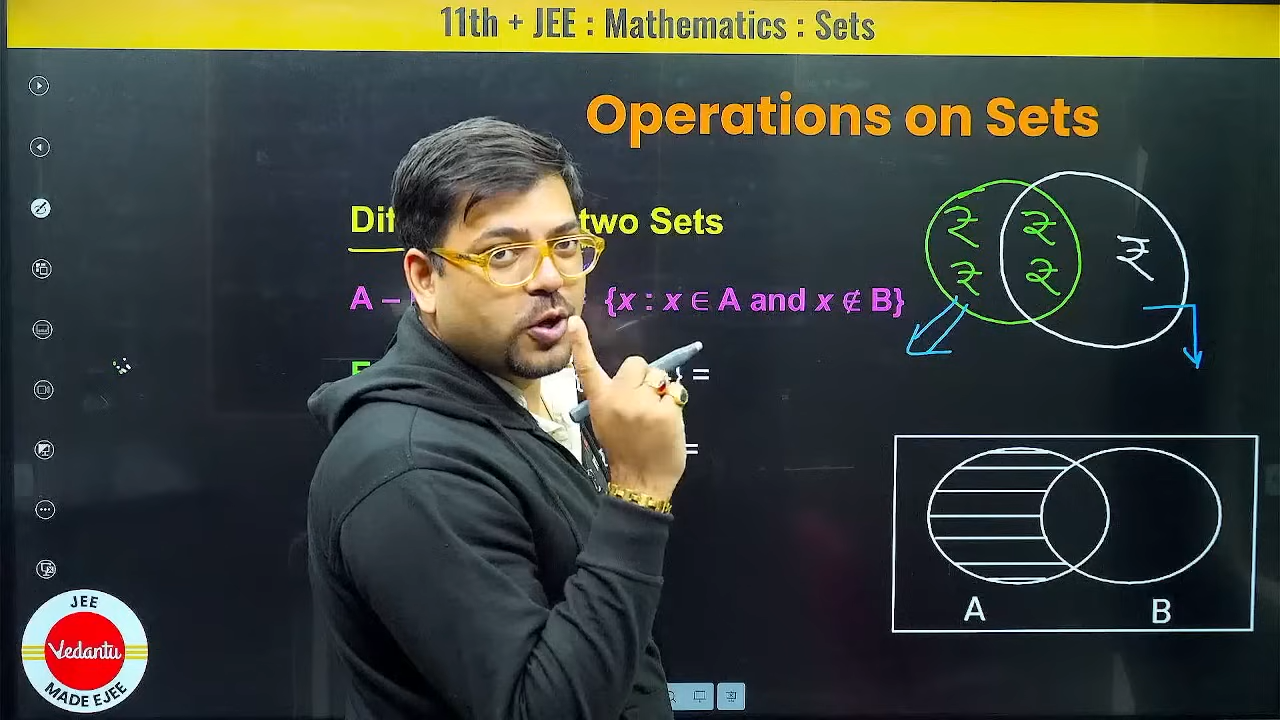 11th + JEE : Mathematics : Sets
Operations on Sets
two Sets
A – {x : x ∈ A and x ∉ B}
=
=
₹ ₹
₹ ₹ ₹
A B
JEE
Vedantu
MADE EJEE